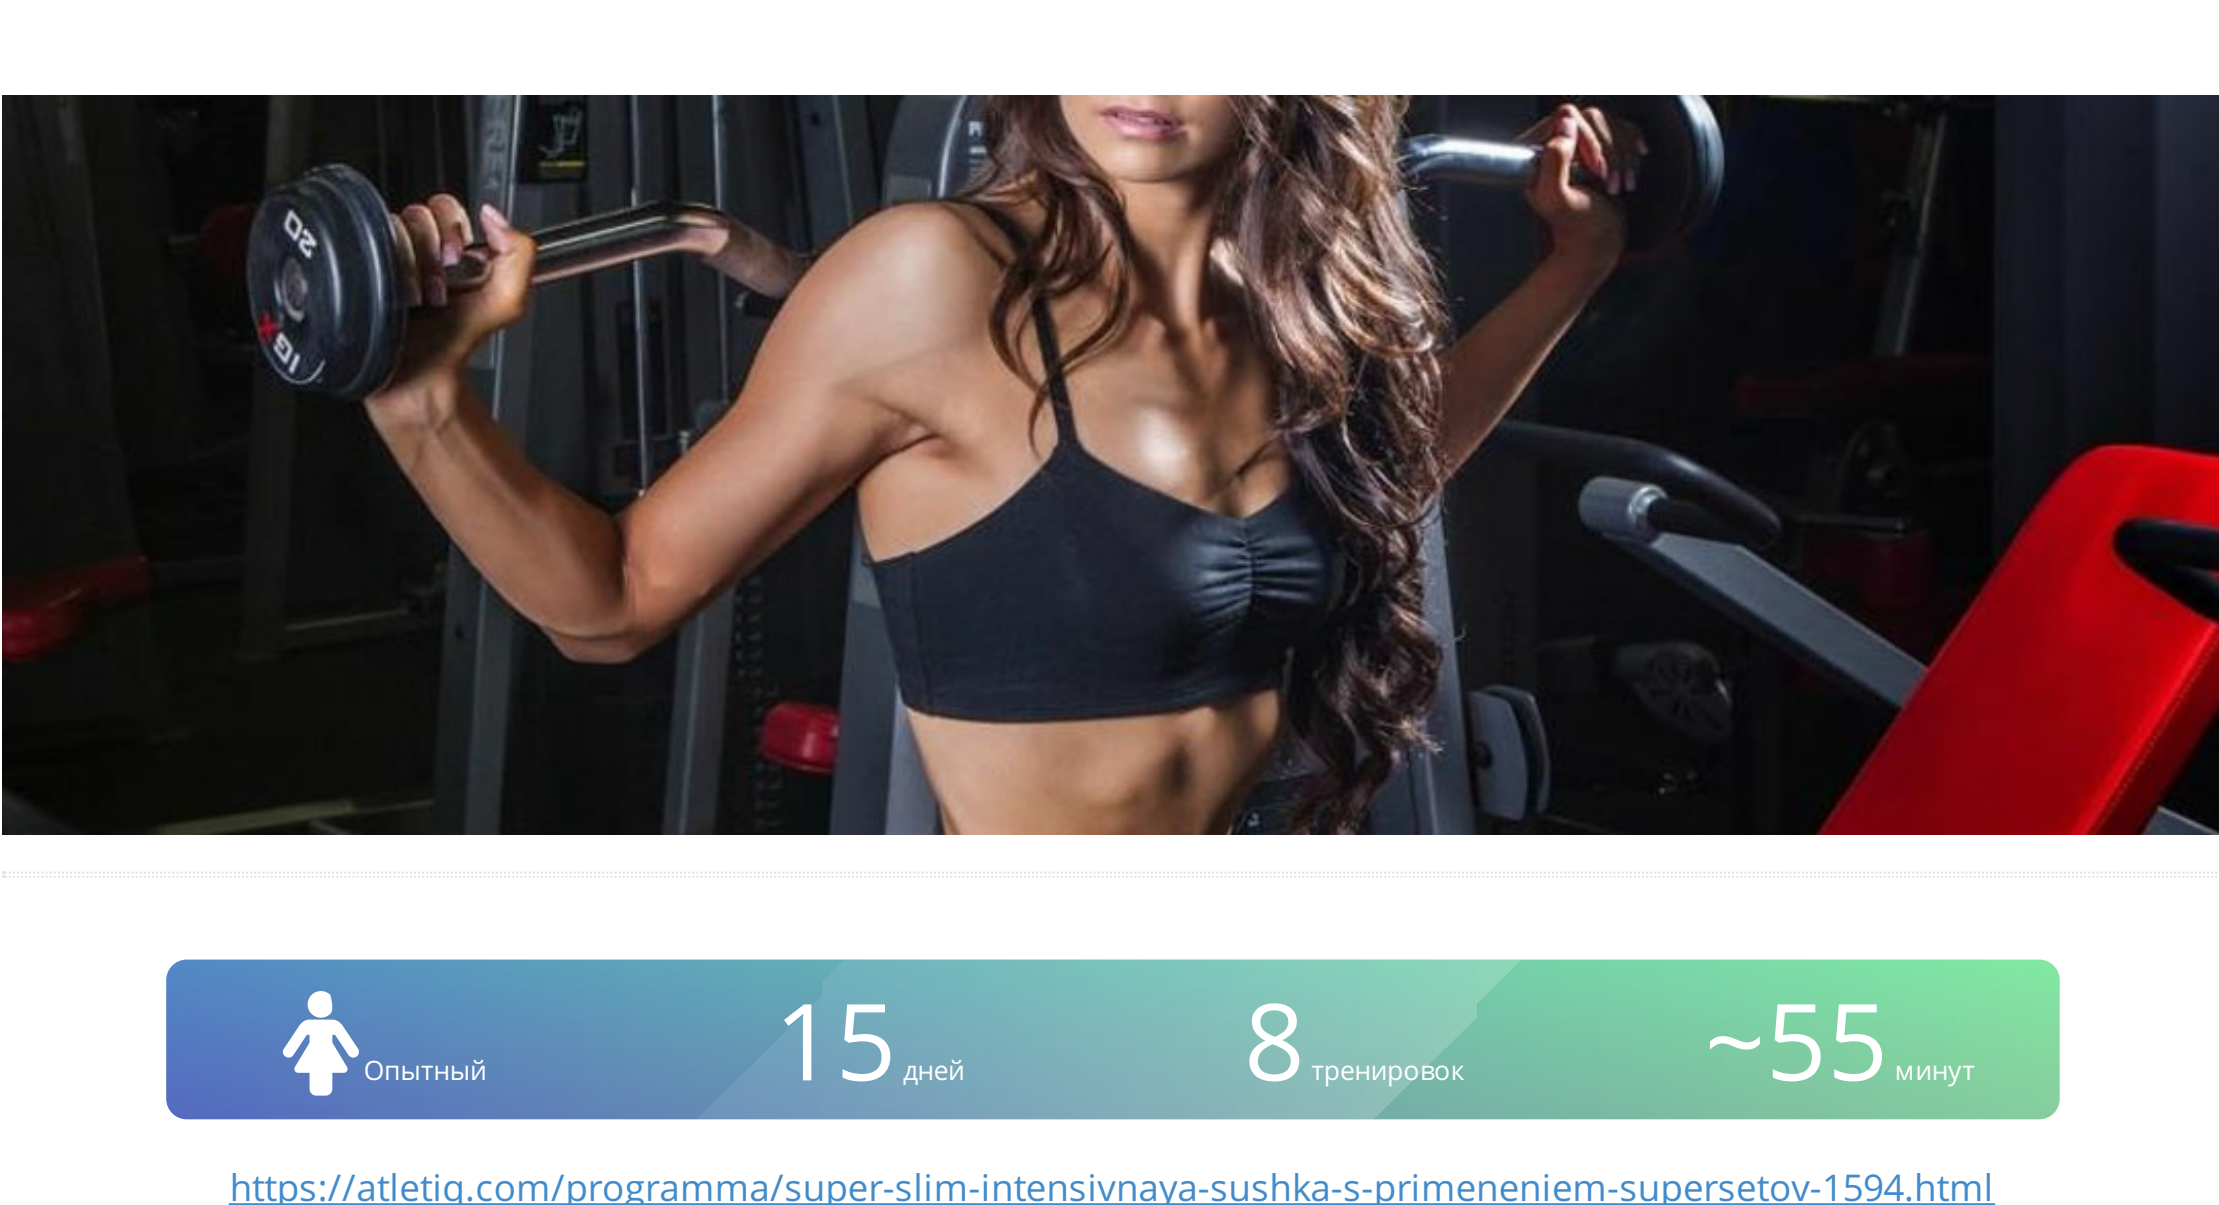 20
Опытный
15 дней
8 тренировок
~55 минут
https://atletiq.com/programma/super-slim-intensivnaya-sushka-s-primeneniem-supersetov-1594.html